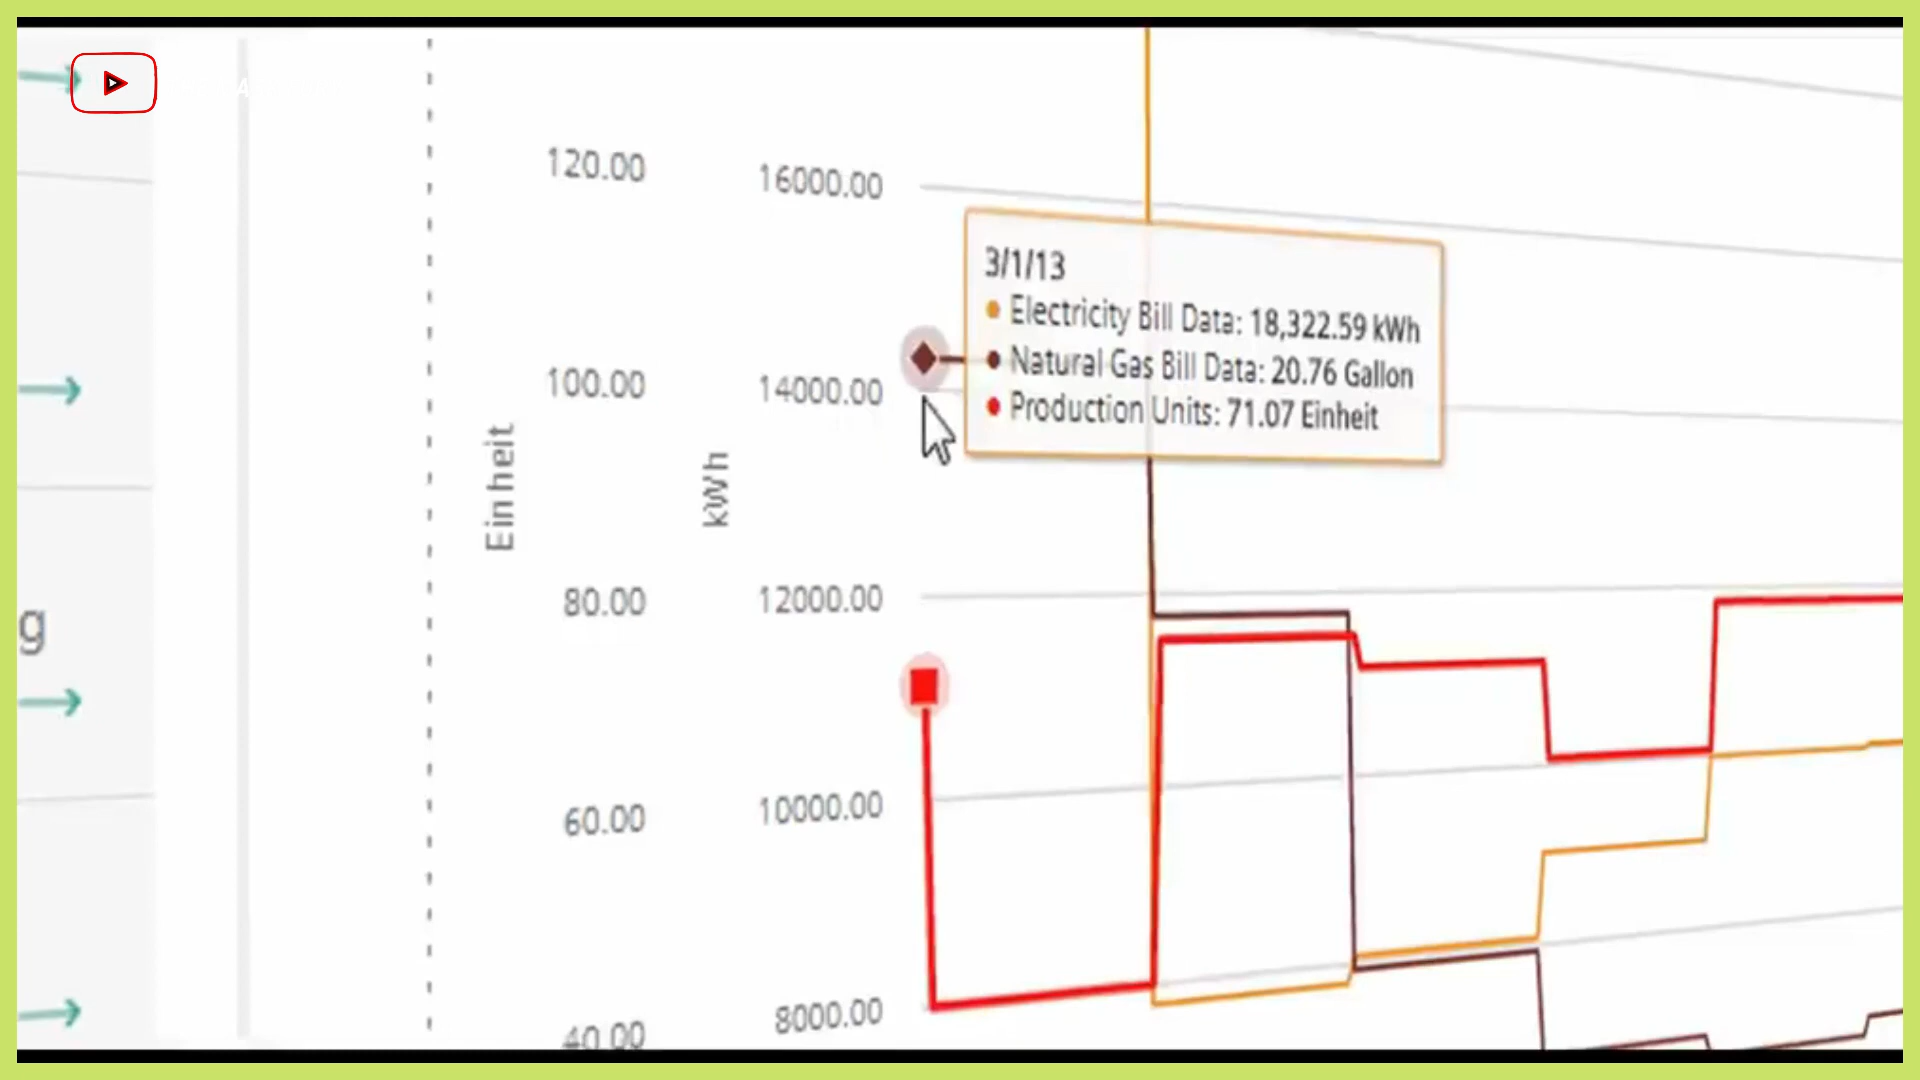 g
Einheit
120.00
100.00
80.00
60.00
40.00
kWh
16000.00
14000.00
12000.00
10000.00
8000.00
3/1/13
Electricity Bill Data: 18,322.59 kWh
Natural Gas Bill Data: 20.76 Gallon
Production Units: 71.07 Einheit